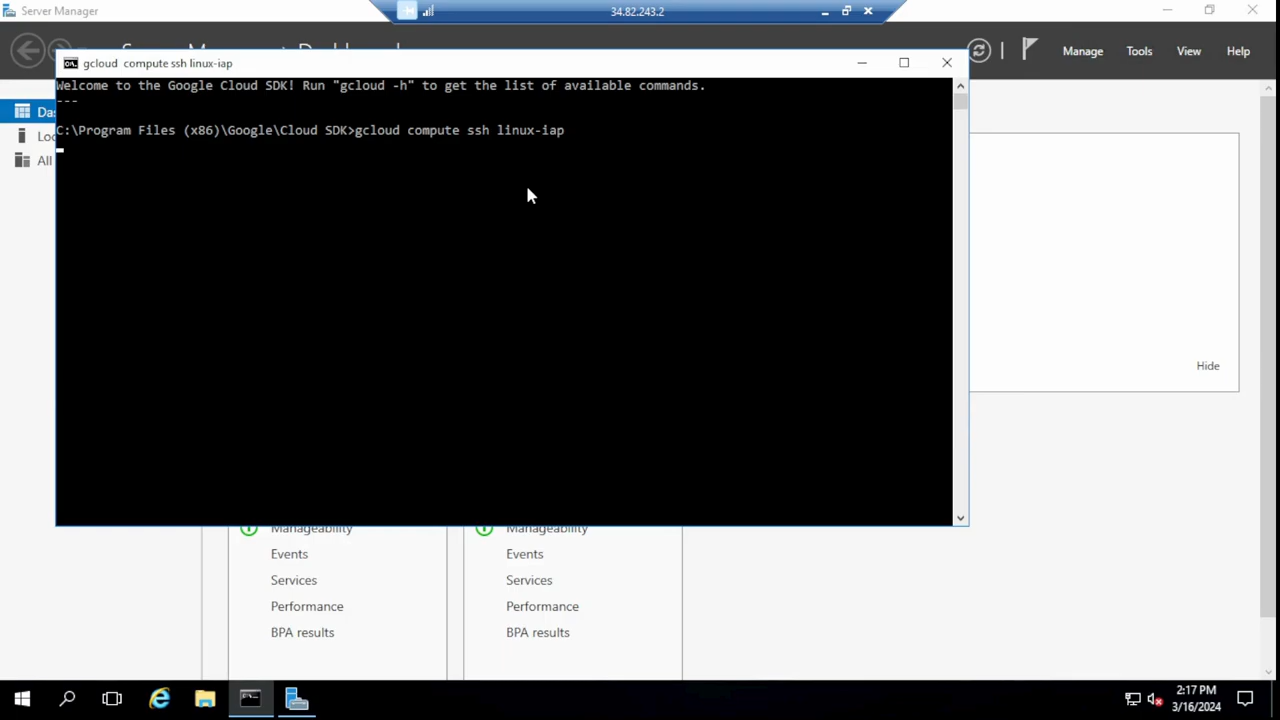 Server Manager
34.82.243.2
Manage
Tools
View
Help
gcloud compute ssh linux-iap
Welcome to the Google Cloud SDK! Run "gcloud -h" to get the list of available commands.
---
C:\Program Files (x86)\Google\Cloud SDK>gcloud compute ssh linux-iap
All
Hide
Manageability
Manageability
Events
Events
Services
Services
Performance
Performance
BPA results
BPA results
2:17 PM
3/16/2024